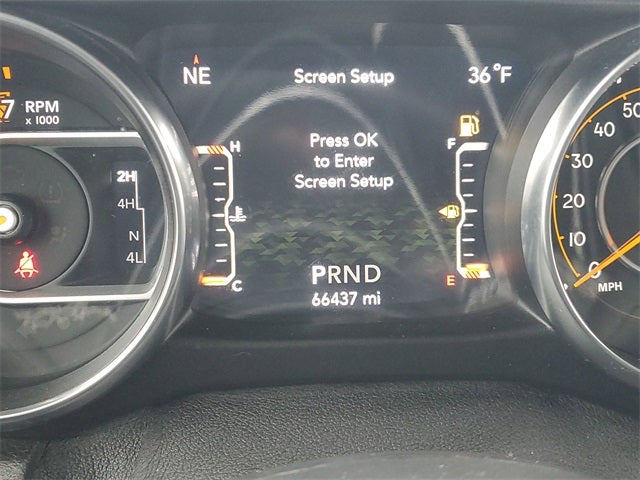 NE
Screen Setup
36°F
7
RPM
x 1000
Press OK
to Enter
Screen Setup
H
C
F
E
2H
4H
N
4L
PRND
66437 mi
50
40
30
20
10
0
MPH